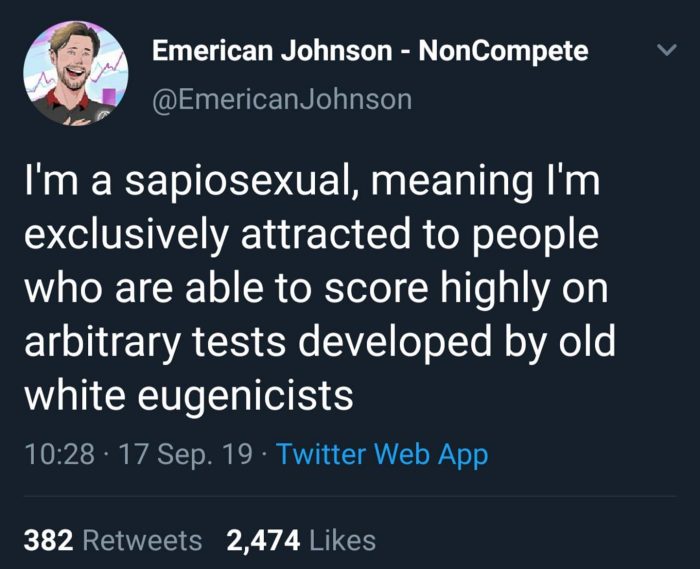 Emerican Johnson - NonCompete
@EmericanJohnson
I'm a sapiosexual, meaning I'm
exclusively attracted to people
who are able to score highly on
arbitrary tests developed by old
white eugenicists
10:28 · 17 Sep. 19 · Twitter Web App
382 Retweets 2,474 Likes